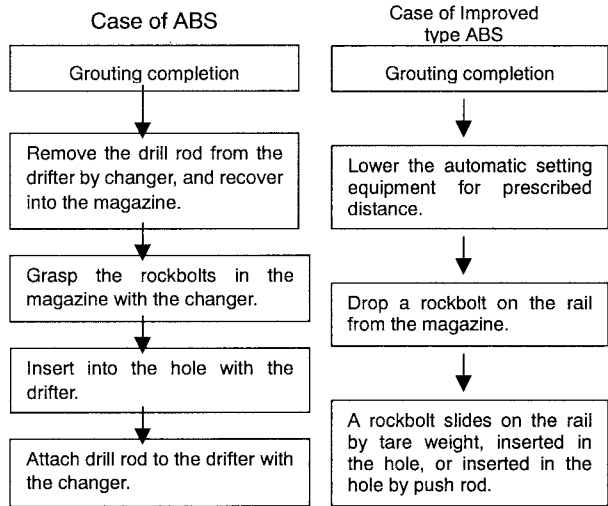 Case of ABS
Grouting completion
Remove the drill rod from the
drifter by changer, and recover
into the magazine.
Grasp the rockbolts in the
magazine with the changer.
Insert into the hole with the
drifter.
Attach drill rod to the drifter with
the changer.
Case of Improved
type ABS
Grouting completion
Lower the automatic setting
equipment for prescribed
distance.
Drop a rockbolt on the rail
from the magazine.
A rockbolt slides on the rail
by tare weight, inserted in
the hole, or inserted in the
hole by push rod.